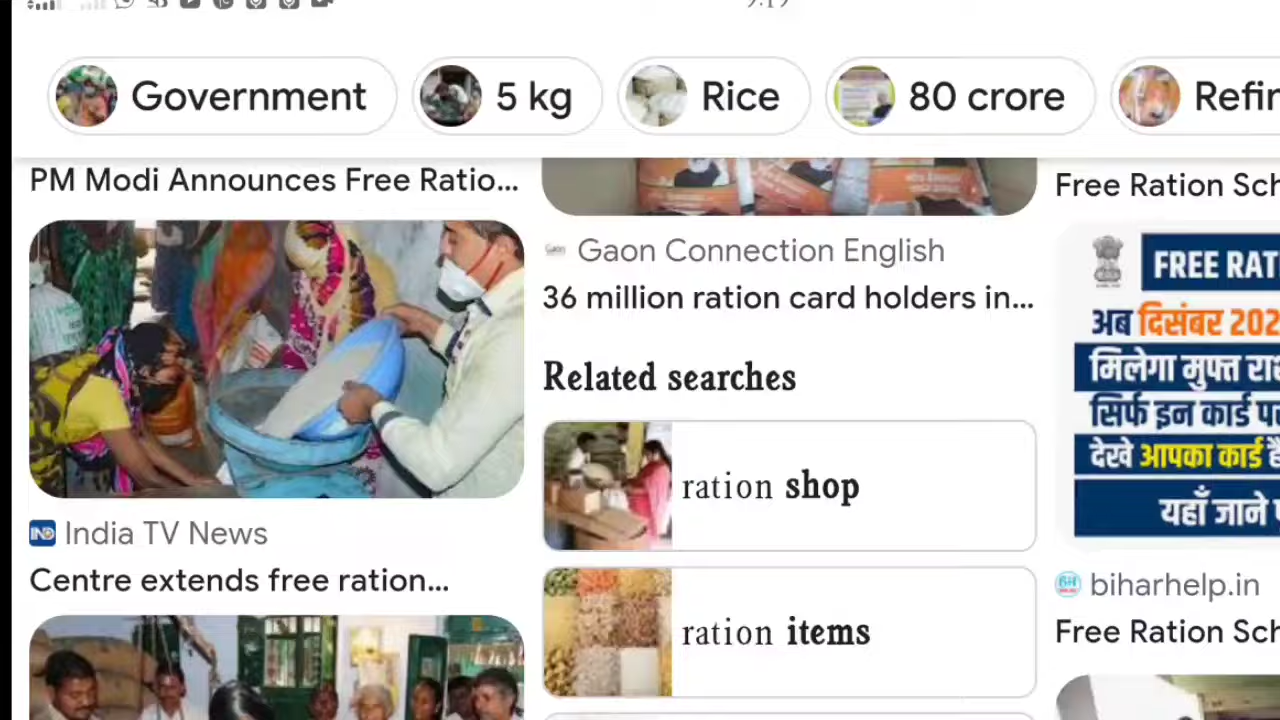 Government
5 kg
Rice
80 crore
Refin
PM Modi Announces Free Ratio...
India TV News
Centre extends free ration...
Gaon Connection English
36 million ration card holders in...
Related searches
ration shop
ration items
Free Ration Sch
FREE RAT
अब दिसंबर 202
मिलेगा मुफ्त
सिर्फ इन कार्ड
देखे आपका कार्ड
यहाँ जाने
biharhelp.in
Free Ration Sch